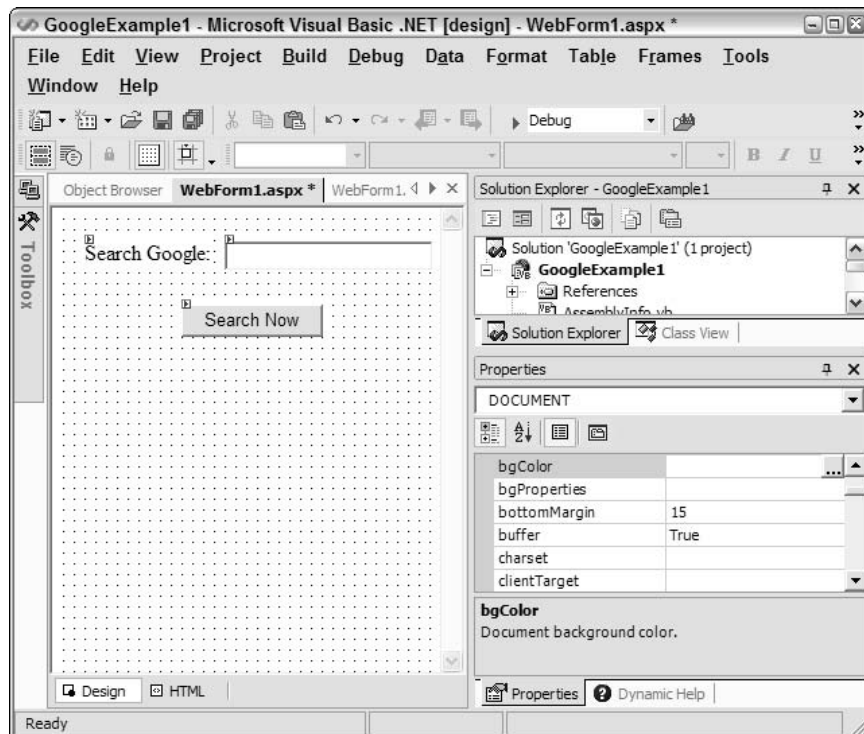 GoogleExample1 - Microsoft Visual Basic .NET [design] - WebForm1.aspx *
File Edit View Project Build Debug Data Format Table Frames Tools
Window Help
Debug
B I U
Object Browser WebForm1.aspx * WebForm1.
Toolbox
Search Google:
Search Now
Design HTML
Solution Explorer - GoogleExample1
Solution 'GoogleExample1' (1 project)
GoogleExample1
References
AssemblyInfo.vb
Solution Explorer Class View
Properties
DOCUMENT
bgColor ...
bgProperties
bottomMargin 15
buffer True
charset
clientTarget
bgColor
Document background color.
Properties Dynamic Help
Ready